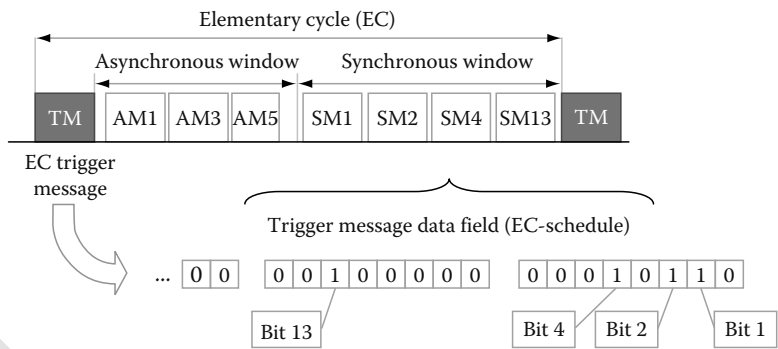 Elementary cycle (EC)
Asynchronous window
Synchronous window
TM AM1 AM3 AM5 SM1 SM2 SM4 SM13 TM
EC trigger
message
Trigger message data field (EC-schedule)
... 0 0 0 0 1 0 0 0 0 0 0 0 0 1 0 1 1 0
Bit 13
Bit 4
Bit 2
Bit 1